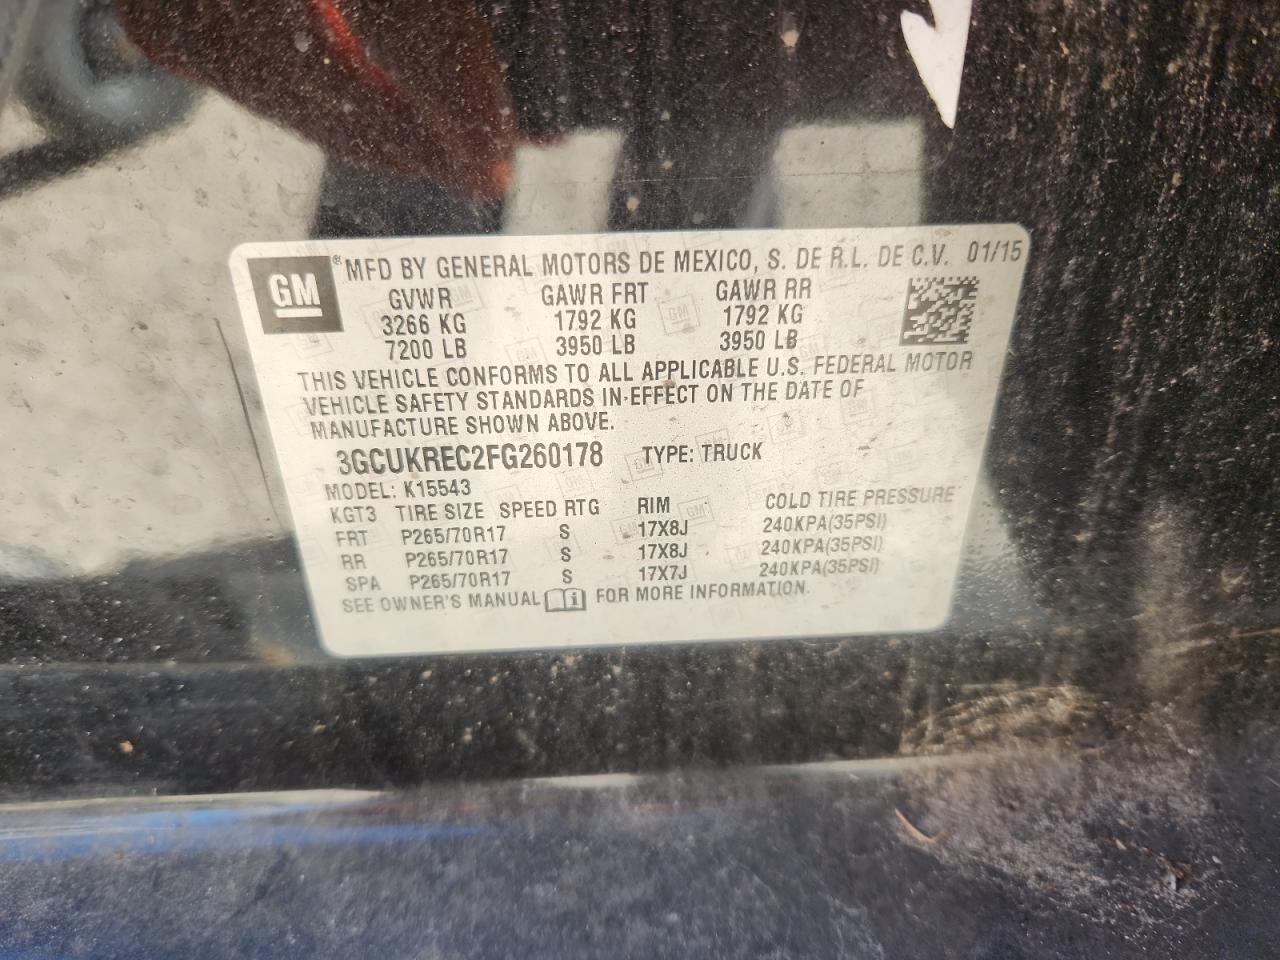 GM ® MFD BY GENERAL MOTORS DE MEXICO, S. DE R.L. DE C.V. 01/15
GVWR GAWR FRT GAWR RR
3266 KG 1792 KG 1792 KG
7200 LB 3950 LB 3950 LB
THIS VEHICLE CONFORMS TO ALL APPLICABLE U.S. FEDERAL MOTOR
VEHICLE SAFETY STANDARDS IN EFFECT ON THE DATE OF
MANUFACTURE SHOWN ABOVE.
3GCUKREC2FG260178 TYPE: TRUCK
MODEL: K15543
KGT3 TIRE SIZE SPEED RTG RIM COLD TIRE PRESSURE
FRT P265/70R17 S 17X8J 240KPA(35PSI)
RR P265/70R17 S 17X8J 240KPA(35PSI)
SPA P265/70R17 S 17X7J 240KPA(35PSI)
SEE OWNER'S MANUAL FOR MORE INFORMATION.